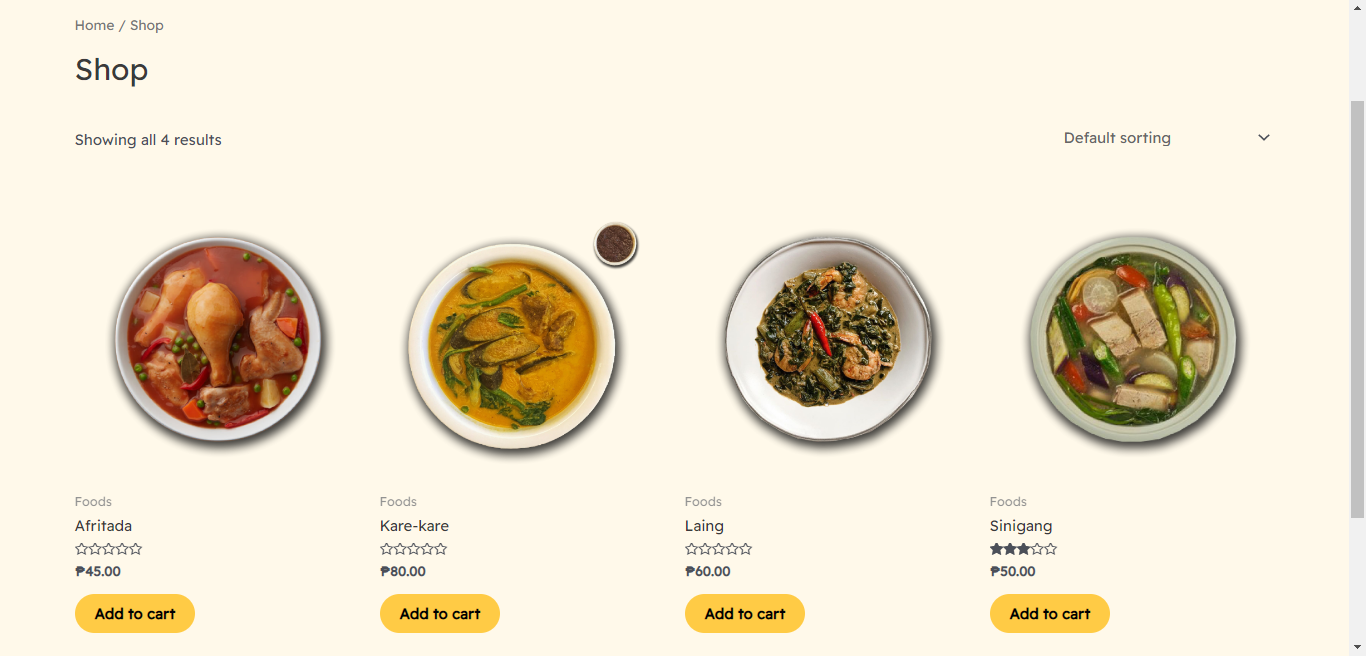 Home / Shop
Shop
Showing all 4 results
Default sorting
Foods
Afritada
₱45.00
Add to cart
Foods
Kare-kare
₱80.00
Add to cart
Foods
Laing
₱60.00
Add to cart
Foods
Sinigang
₱50.00
Add to cart